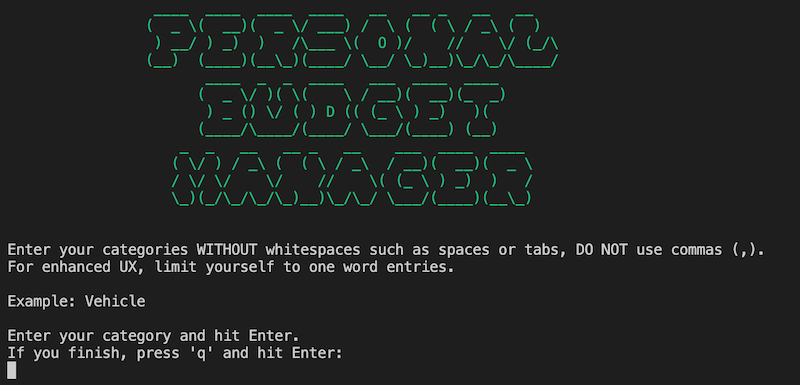 PERSONAL
BUDGET
MANAGER
Enter your categories WITHOUT whitespaces such as spaces or tabs, DO NOT use commas (,).
For enhanced UX, limit yourself to one word entries.
Example: Vehicle
Enter your category and hit Enter.
If you finish, press 'q' and hit Enter: